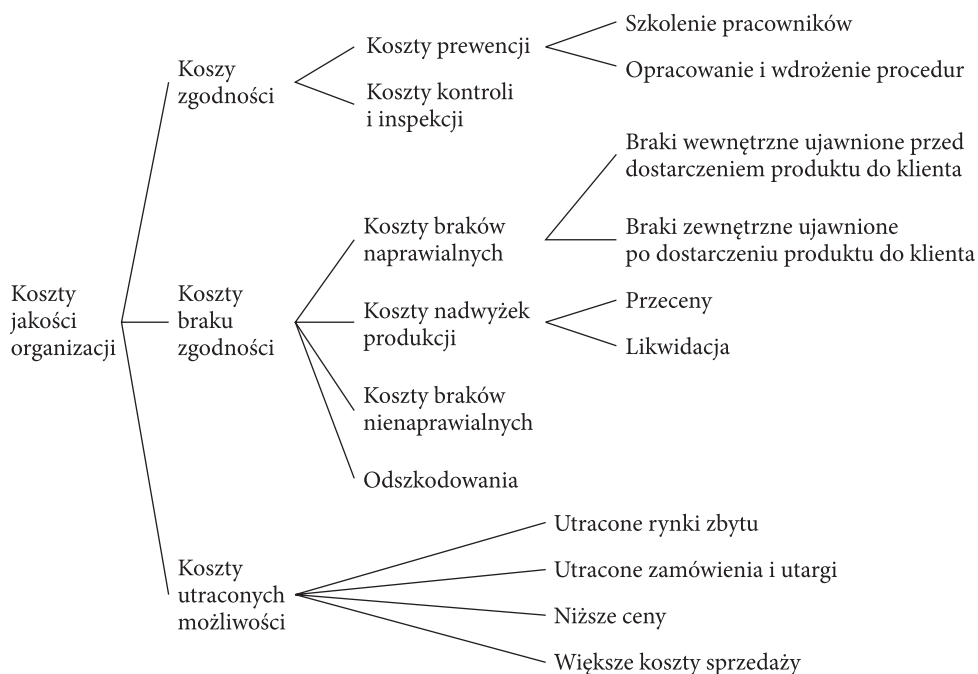 Koszty
jakości
organizacji
Koszy
zgodności
Koszty prewencji
Szkolenie pracowników
Opracowanie i wdrożenie procedur
Koszty kontroli
i inspekcji
Koszty
braku
zgodności
Koszty braków
naprawialnych
Braki wewnętrzne ujawnione przed
dostarczeniem produktu do klienta
Braki zewnętrzne ujawnione
po dostarczeniu produktu do klienta
Koszty nadwyżek
produkcji
Przeceny
Likwidacja
Koszty braków
nienaprawialnych
Odszkodowania
Koszty
utraconych
możliwości
Utracone rynki zbytu
Utracone zamówienia i utargi
Niższe ceny
Większe koszty sprzedaży